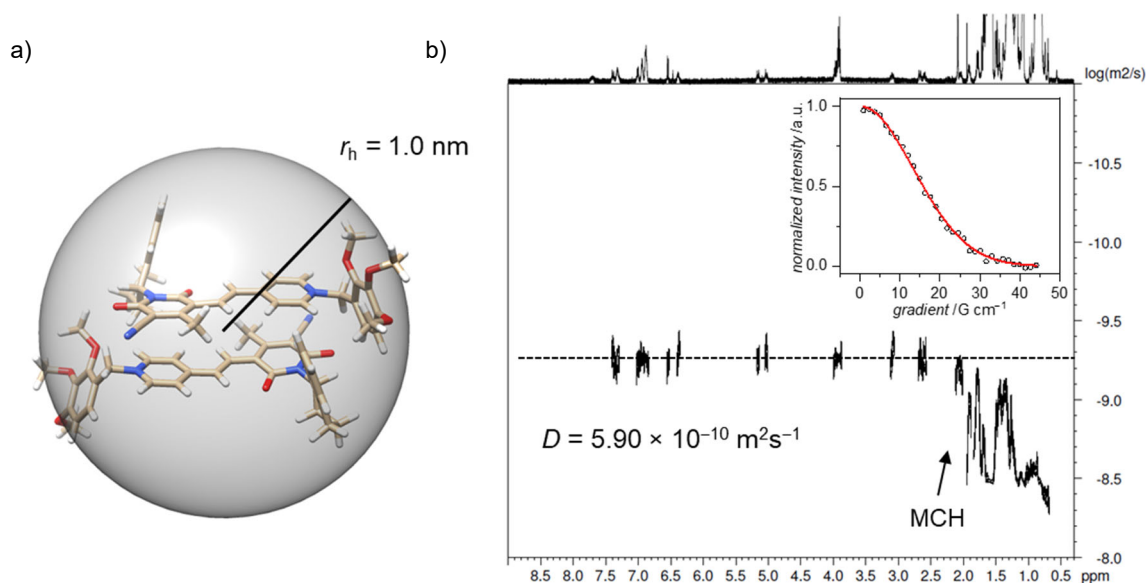 a)
r_h = 1.0 nm
b)
log(m2/s)
normalized intensity /a.u.
1.0
0.5
0.0
0 10 20 30 40 50
gradient /G cm⁻¹
-10.5
-10.0
-9.5
-9.0
-8.5
-8.0
D = 5.90 × 10⁻¹⁰ m²s⁻¹
MCH
8.5 8.0 7.5 7.0 6.5 6.0 5.5 5.0 4.5 4.0 3.5 3.0 2.5 2.0 1.5 1.0 0.5 ppm